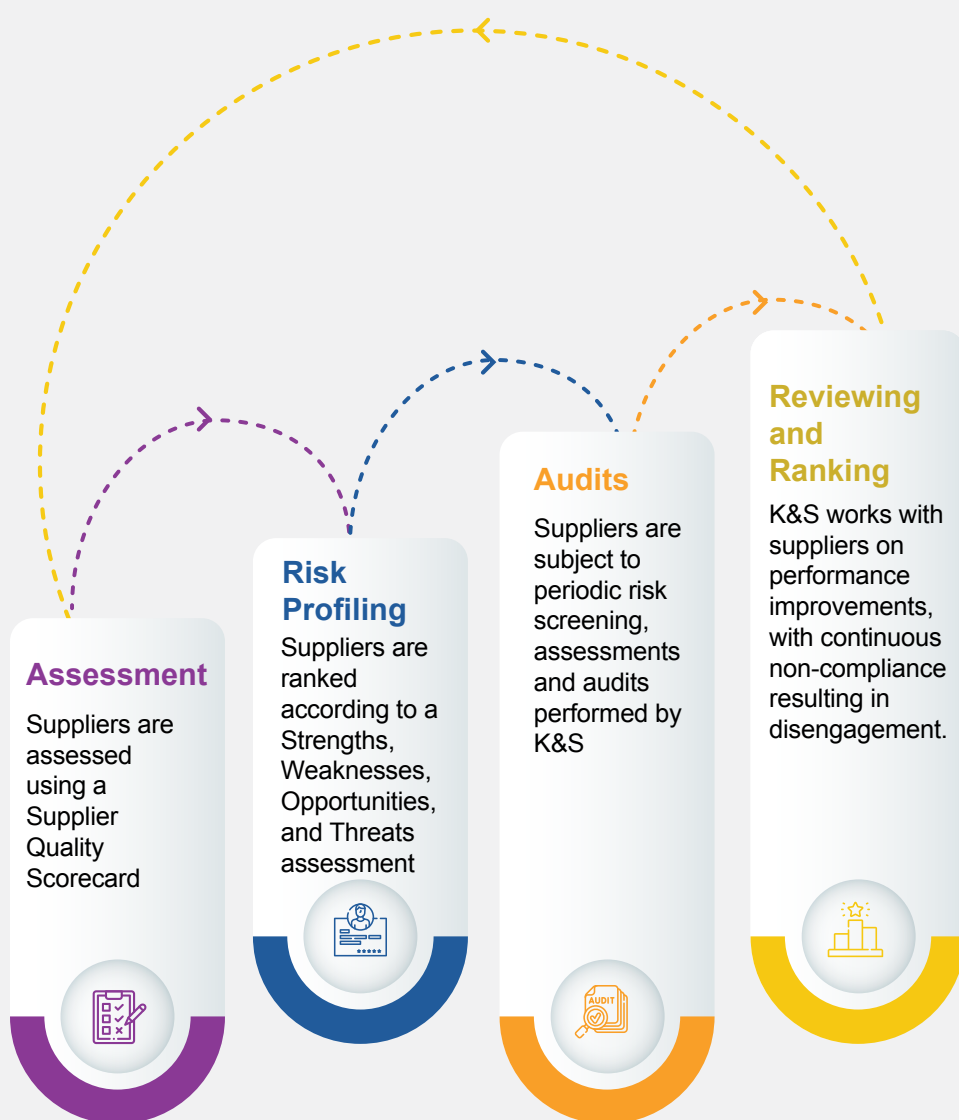 Assessment
Suppliers are
assessed
using a
Supplier
Quality
Scorecard
Risk
Profiling
Suppliers are
ranked
according to a
Strengths,
Weaknesses,
Opportunities,
and Threats
assessment
Audits
Suppliers are
subject to
periodic risk
screening,
assessments
and audits
performed by
K&S
AUDIT
Reviewing
and
Ranking
K&S works with
suppliers on
performance
improvements,
with continuous
non-compliance
resulting in
disengagement.